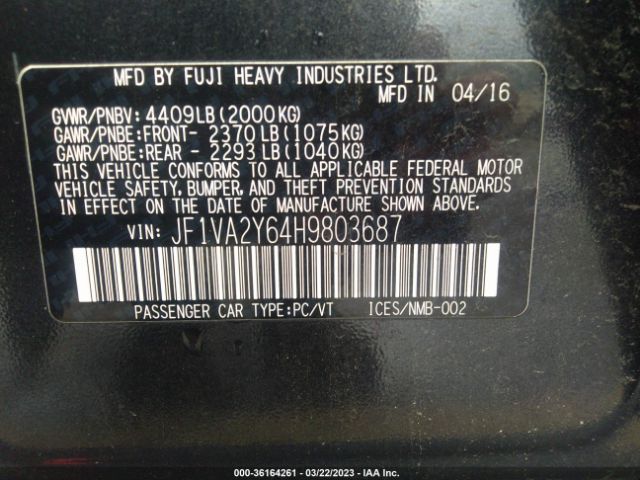 MFD BY FUJI HEAVY INDUSTRIES LTD.
MFD IN 04/16
GVWR/PNBV: 4409LB (2000KG)
GAWR/PNBE:FRONT- 2370LB (1075KG)
GAWR/PNBE:REAR - 2293LB (1040KG)
THIS VEHICLE CONFORMS TO ALL APPLICABLE FEDERAL MOTOR
VEHICLE SAFETY, BUMPER, AND THEFT PREVENTION STANDARDS
IN EFFECT ON THE DATE OF MANUFACTURE SHOWN ABOVE.
VIN: JF1VA2Y64H9803687
PASSENGER CAR TYPE:PC/VT ICES/NMB-002
000-36164261 - 03/22/2023 - IAA Inc.